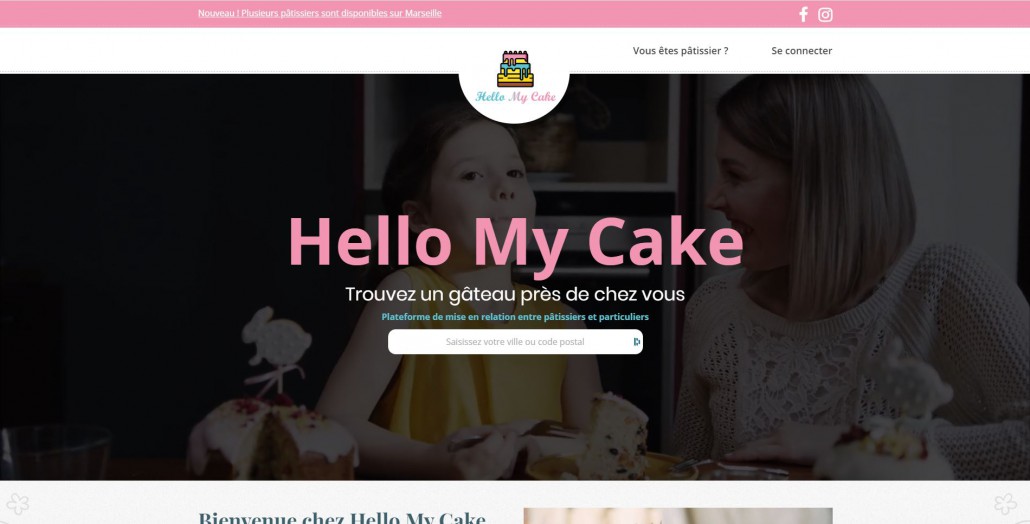 Nouveau ! Plusieurs pâtissiers sont disponibles sur Marseille
Vous êtes pâtissier ?
Se connecter
Hello My Cake
Hello My Cake
Trouvez un gâteau près de chez vous
Plateforme de mise en relation entre pâtissiers et particuliers
Saisissez votre ville ou code postal
Bienvenue chez Hello My Cake